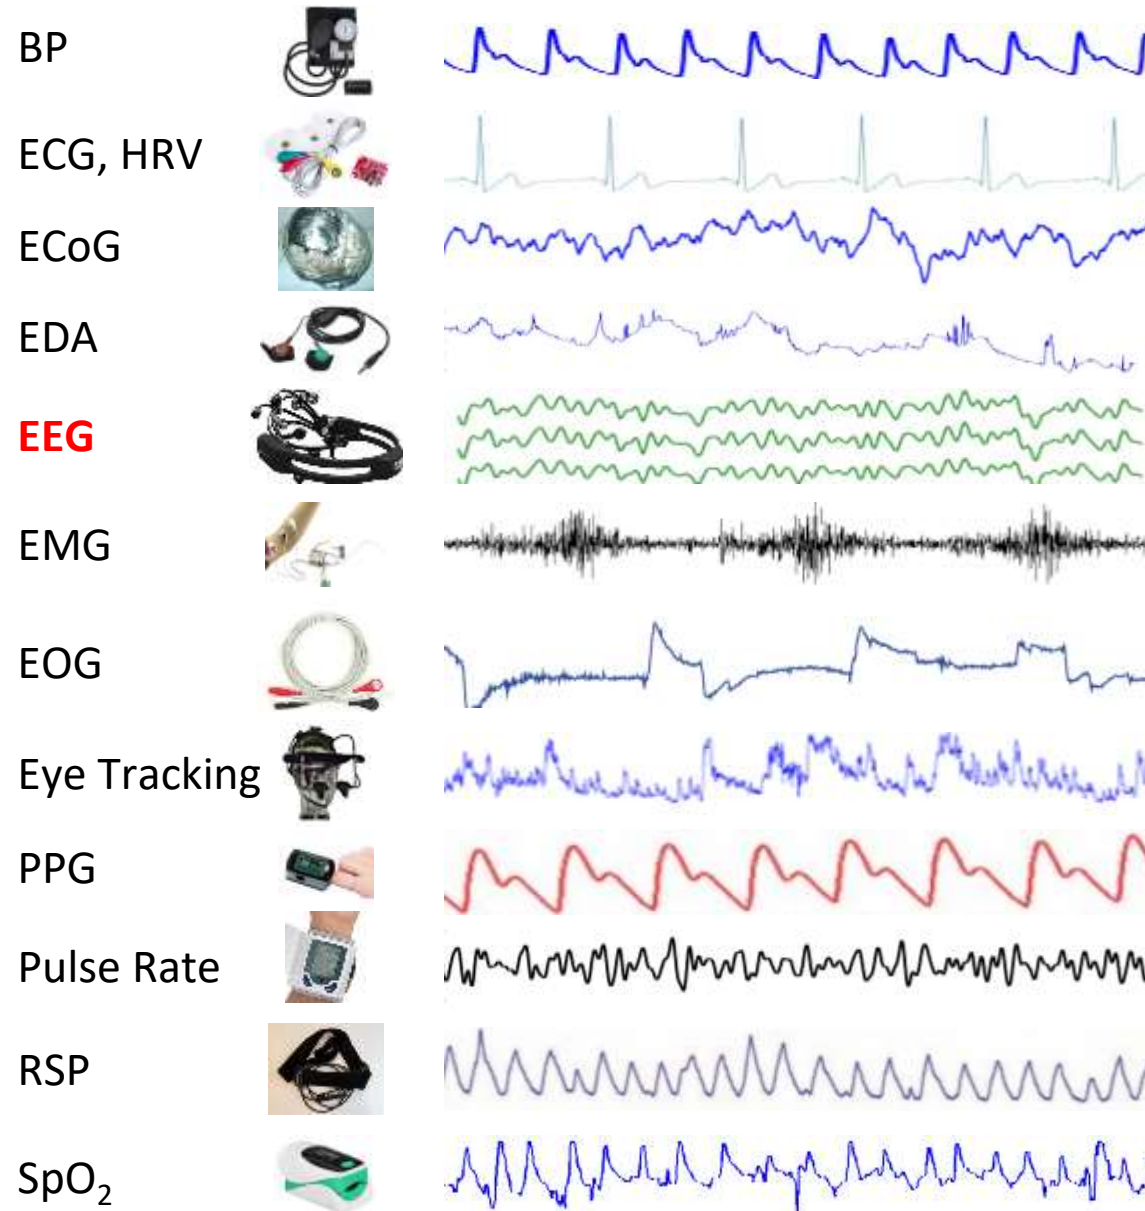 BP
ECG, HRV
ECoG
EDA
EEG
EMG
EOG
Eye Tracking
PPG
Pulse Rate
RSP
SpO₂